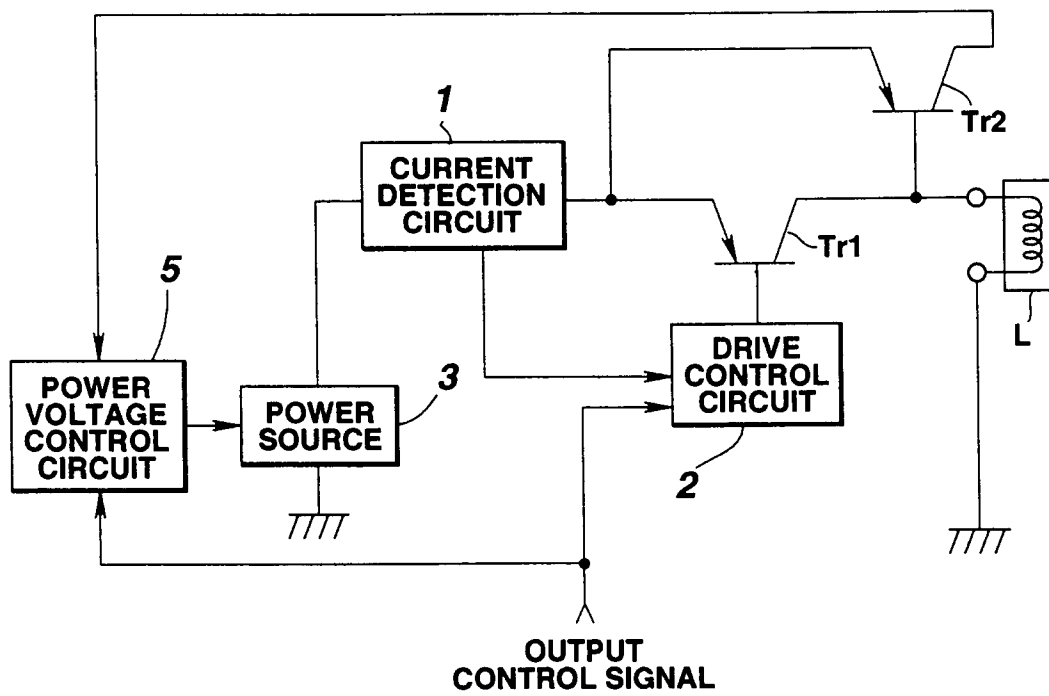 1
CURRENT
DETECTION
CIRCUIT
Tr2
Tr1
L
5
POWER
VOLTAGE
CONTROL
CIRCUIT
3
POWER
SOURCE
DRIVE
CONTROL
CIRCUIT
2
OUTPUT
CONTROL SIGNAL